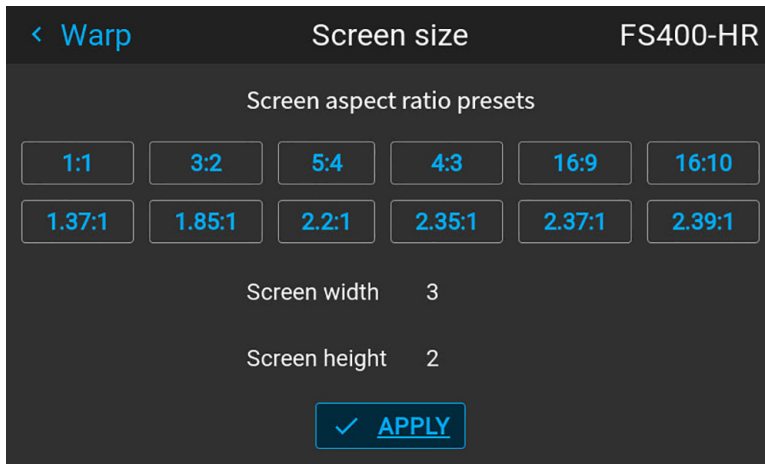 Warp Screen size FS400-HR
Screen aspect ratio presets
1:1 3:2 5:4 4:3 16:9 16:10
1.37:1 1.85:1 2.2:1 2.35:1 2.37:1 2.39:1
Screen width 3
Screen height 2
APPLY